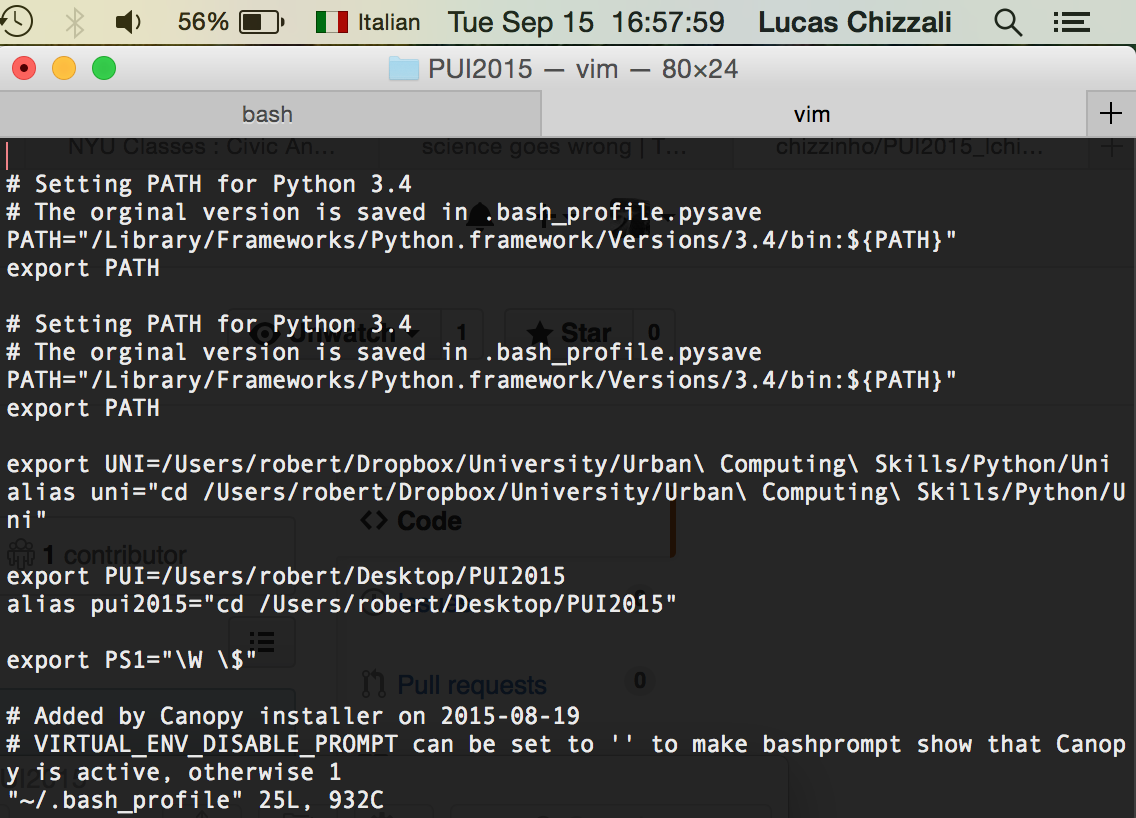 56% Italian Tue Sep 15 16:57:59 Lucas Chizzali
PUI2015 — vim — 80×24
bash vim
NYU Classes : Civic An... science goes wrong | T... chizzinho/PUI2015_lchi...
# Setting PATH for Python 3.4
# The orginal version is saved in .bash_profile.pysave
PATH="/Library/Frameworks/Python.framework/Versions/3.4/bin:${PATH}"
export PATH
# Setting PATH for Python 3.4
Unwatch 1 Star 0
# The orginal version is saved in .bash_profile.pysave
PATH="/Library/Frameworks/Python.framework/Versions/3.4/bin:${PATH}"
export PATH
export UNI=/Users/robert/Dropbox/University/Urban\ Computing\ Skills/Python/Uni
alias uni="cd /Users/robert/Dropbox/University/Urban\ Computing\ Skills/Python/U
ni"
<> Code
1 contributor
export PUI=/Users/robert/Desktop/PUI2015
alias pui2015="cd /Users/robert/Desktop/PUI2015"
export PS1="\W \$"
Pull requests 0
# Added by Canopy installer on 2015-08-19
# VIRTUAL_ENV_DISABLE_PROMPT can be set to '' to make bashprompt show that Canop
y is active, otherwise 1
"~/.bash_profile" 25L, 932C